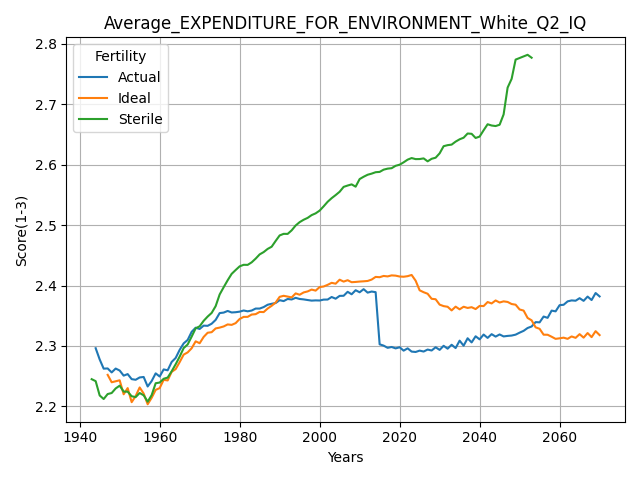 Average_EXPENDITURE_FOR_ENVIRONMENT_White_Q2_IQ
Fertility
Actual
Ideal
Sterile
Score(1-3)
2.8
2.7
2.6
2.5
2.4
2.3
2.2
1940 1960 1980 2000 2020 2040 2060
Years